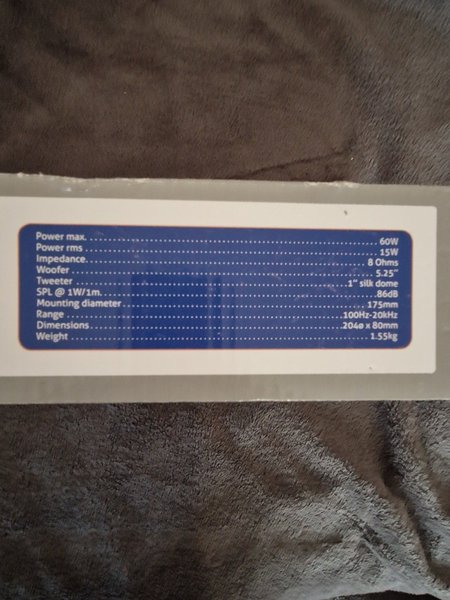 Power max. 60W
Power rms 15W
Impedance. 8 Ohms
Woofer 5.25"
Tweeter 1" silk dome
SPL @ 1W/1m. 86dB
Mounting diameter 175mm
Range 100Hz-20kHz
Dimensions 204ø x 80mm
Weight 1.55kg